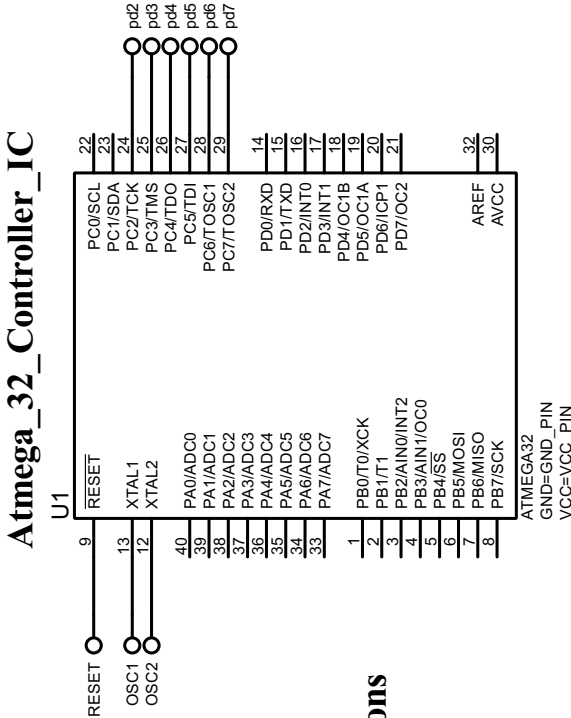 Atmega_32_Controller_IC
U1
RESET
9
RESET
22
PC0/SCL
23
PC1/SDA
OSC1
13
XTAL1
24
PC2/TCK
pd2
OSC2
12
XTAL2
25
PC3/TMS
pd3
26
PC4/TDO
pd4
40
PA0/ADC0
27
PC5/TDI
pd5
39
PA1/ADC1
28
PC6/TOSC1
pd6
38
PA2/ADC2
29
PC7/TOSC2
pd7
37
PA3/ADC3
36
PA4/ADC4
14
PD0/RXD
35
PA5/ADC5
15
PD1/TXD
34
PA6/ADC6
16
PD2/INT0
33
PA7/ADC7
17
PD3/INT1
18
PD4/OC1B
1
PB0/T0/XCK
19
PD5/OC1A
2
PB1/T1
20
PD6/ICP1
3
PB2/AIN0/INT2
21
PD7/OC2
4
PB3/AIN1/OC0
5
PB4/SS
6
PB5/MOSI
7
PB6/MISO
32
AREF
8
PB7/SCK
30
AVCC
ATMEGA32
GND=GND_PIN
VCC=VCC_PIN
ons